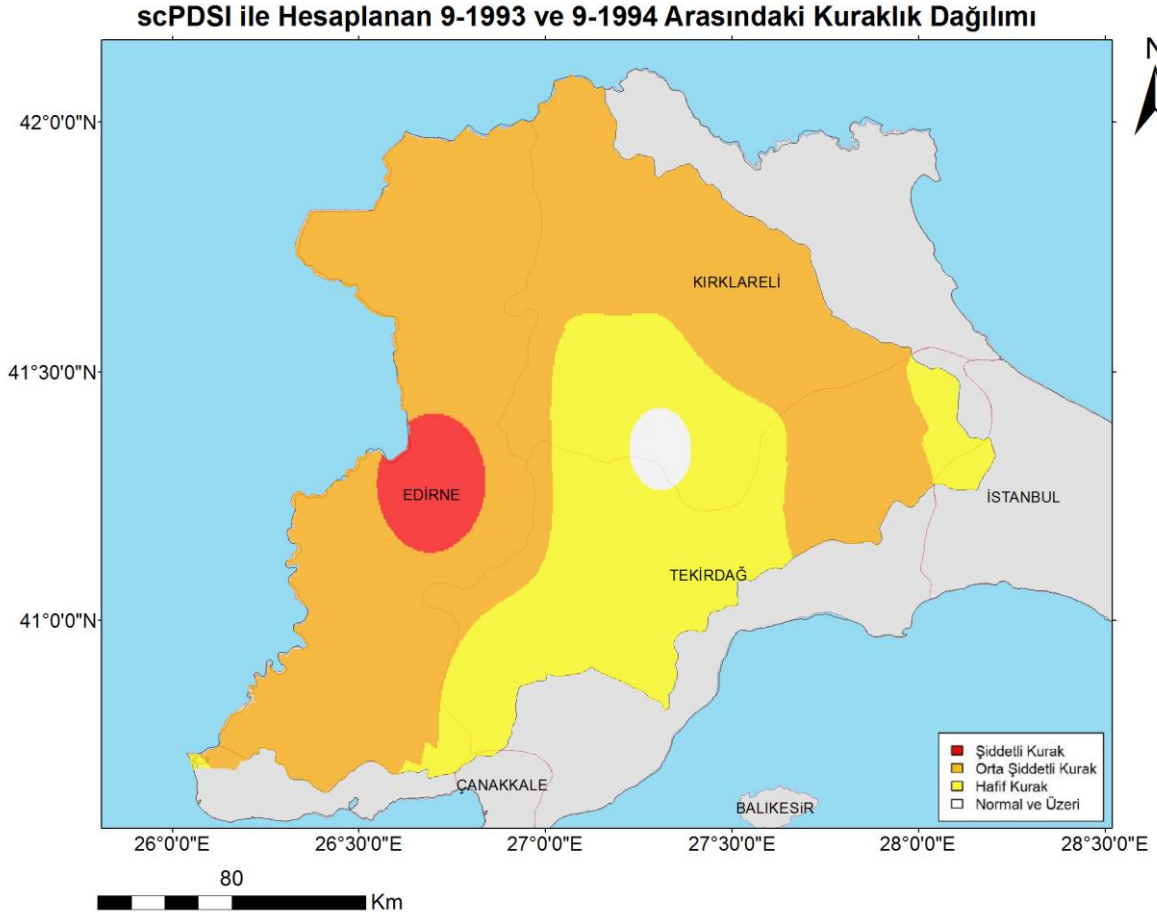 scPDSI ile Hesaplanan 9-1993 ve 9-1994 Arasındaki Kuraklık Dağılımı
N
42°0'0"N
41°30'0"N
41°0'0"N
KIRKLARELİ
EDİRNE
İSTANBUL
TEKİRDAĞ
ÇANAKKALE
BALIKESİR
Şiddetli Kurak
Orta Şiddetli Kurak
Hafif Kurak
Normal ve Üzeri
26°0'0"E 26°30'0"E 27°0'0"E 27°30'0"E 28°0'0"E 28°30'0"E
80
Km